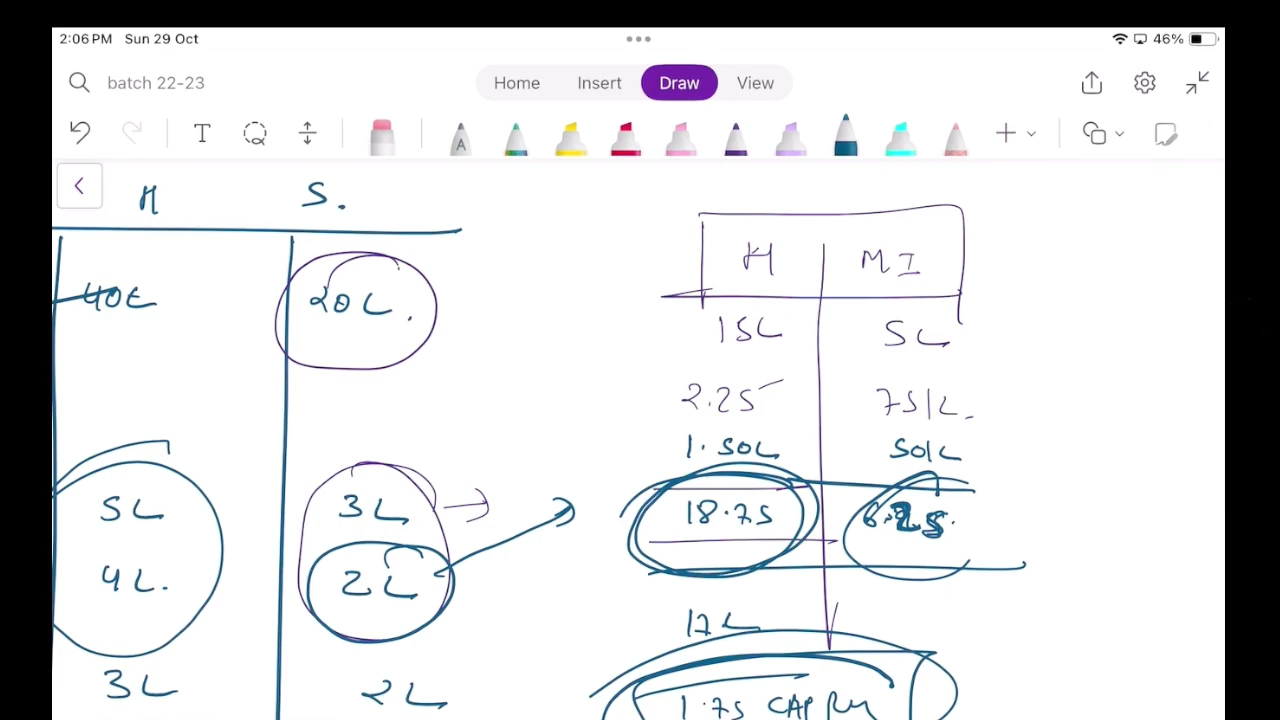 2:06 PM Sun 29 Oct
46%
batch 22-23
Home Insert Draw View
T
A
H S.
40L 20L.
5L 3L
4L. 2L
3L 2L
H MI
15L 5L
2.25 75/L.
1.50L 50/L
18.75 6.25.
17L
1.75 CAP